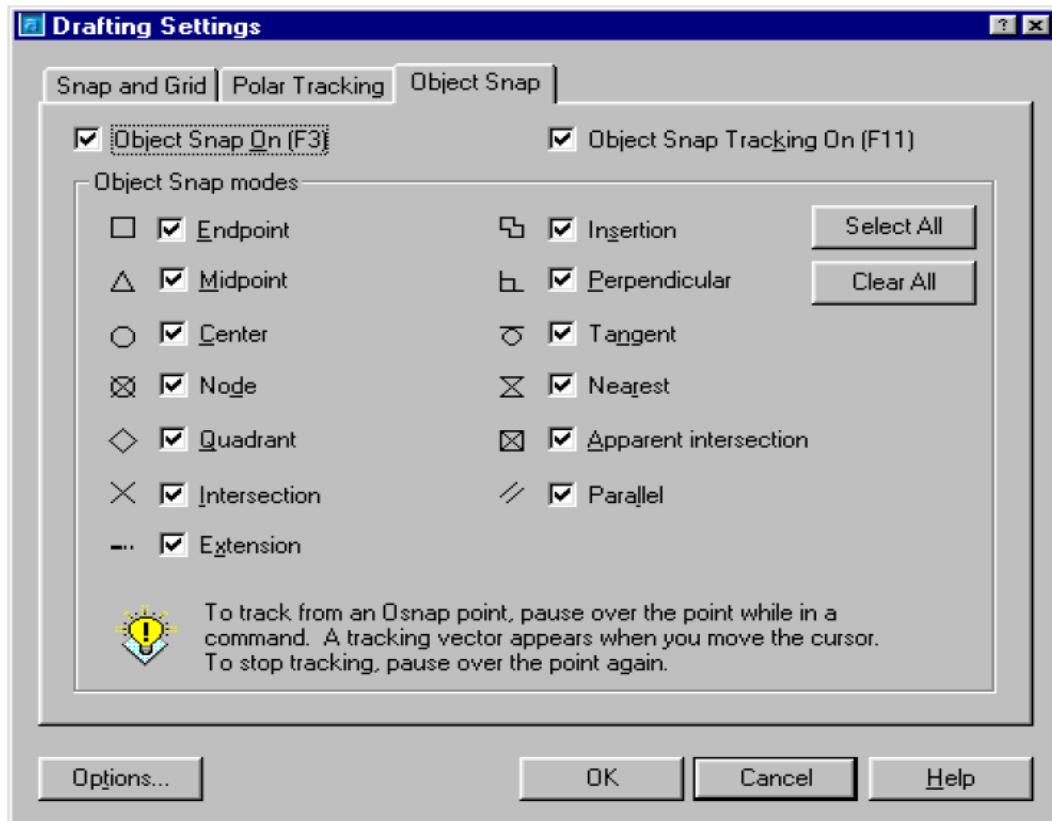 Drafting Settings
Snap and Grid
Polar Tracking
Object Snap
Object Snap On (F3)
Object Snap Tracking On (F11)
Object Snap modes
Endpoint
Insertion
Select All
Midpoint
Perpendicular
Clear All
Center
Tangent
Node
Nearest
Quadrant
Apparent intersection
Intersection
Parallel
Extension
To track from an Osnap point, pause over the point while in a
command. A tracking vector appears when you move the cursor.
To stop tracking, pause over the point again.
Options...
OK
Cancel
Help